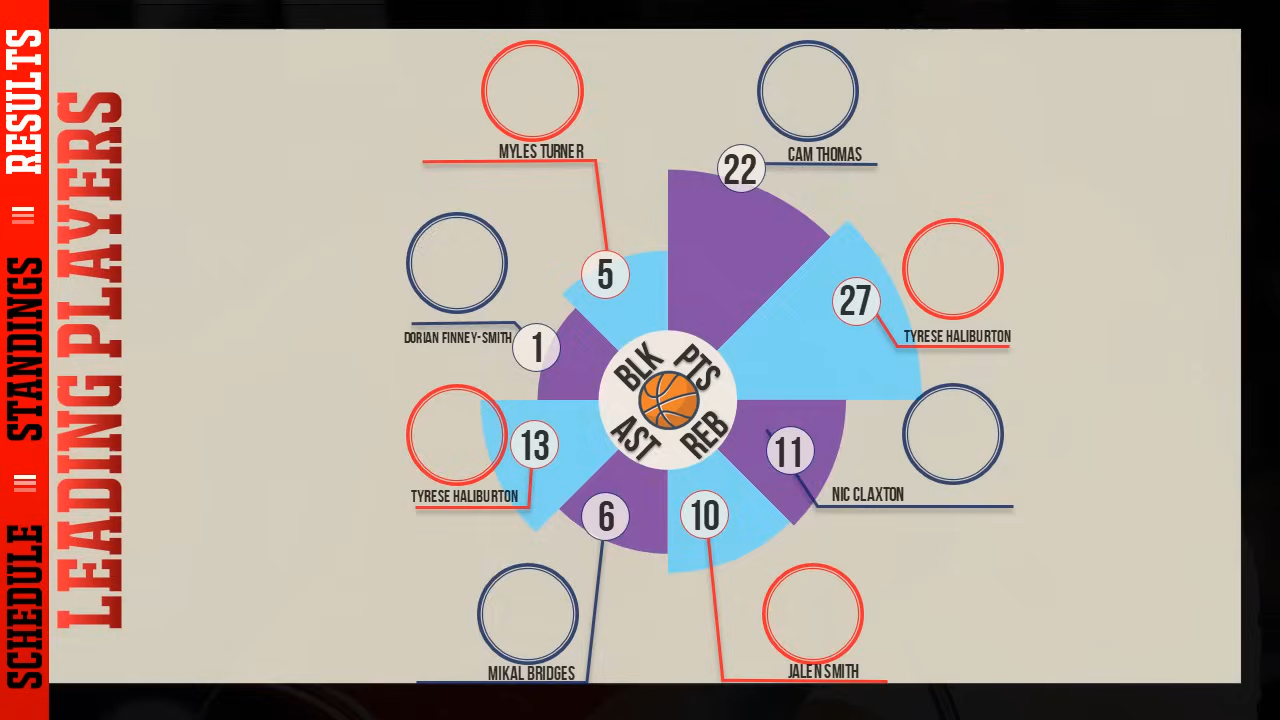 RESULTS
STANDINGS
SCHEDULE
LEADING PLAYERS
MYLES TURNER
CAM THOMAS
22
5
27
TYRESE HALIBURTON
DORIAN FINNEY-SMITH
1
BLK
PTS
AST
REB
13
11
TYRESE HALIBURTON
NIC CLAXTON
6
10
MIKAL BRIDGES
JALEN SMITH